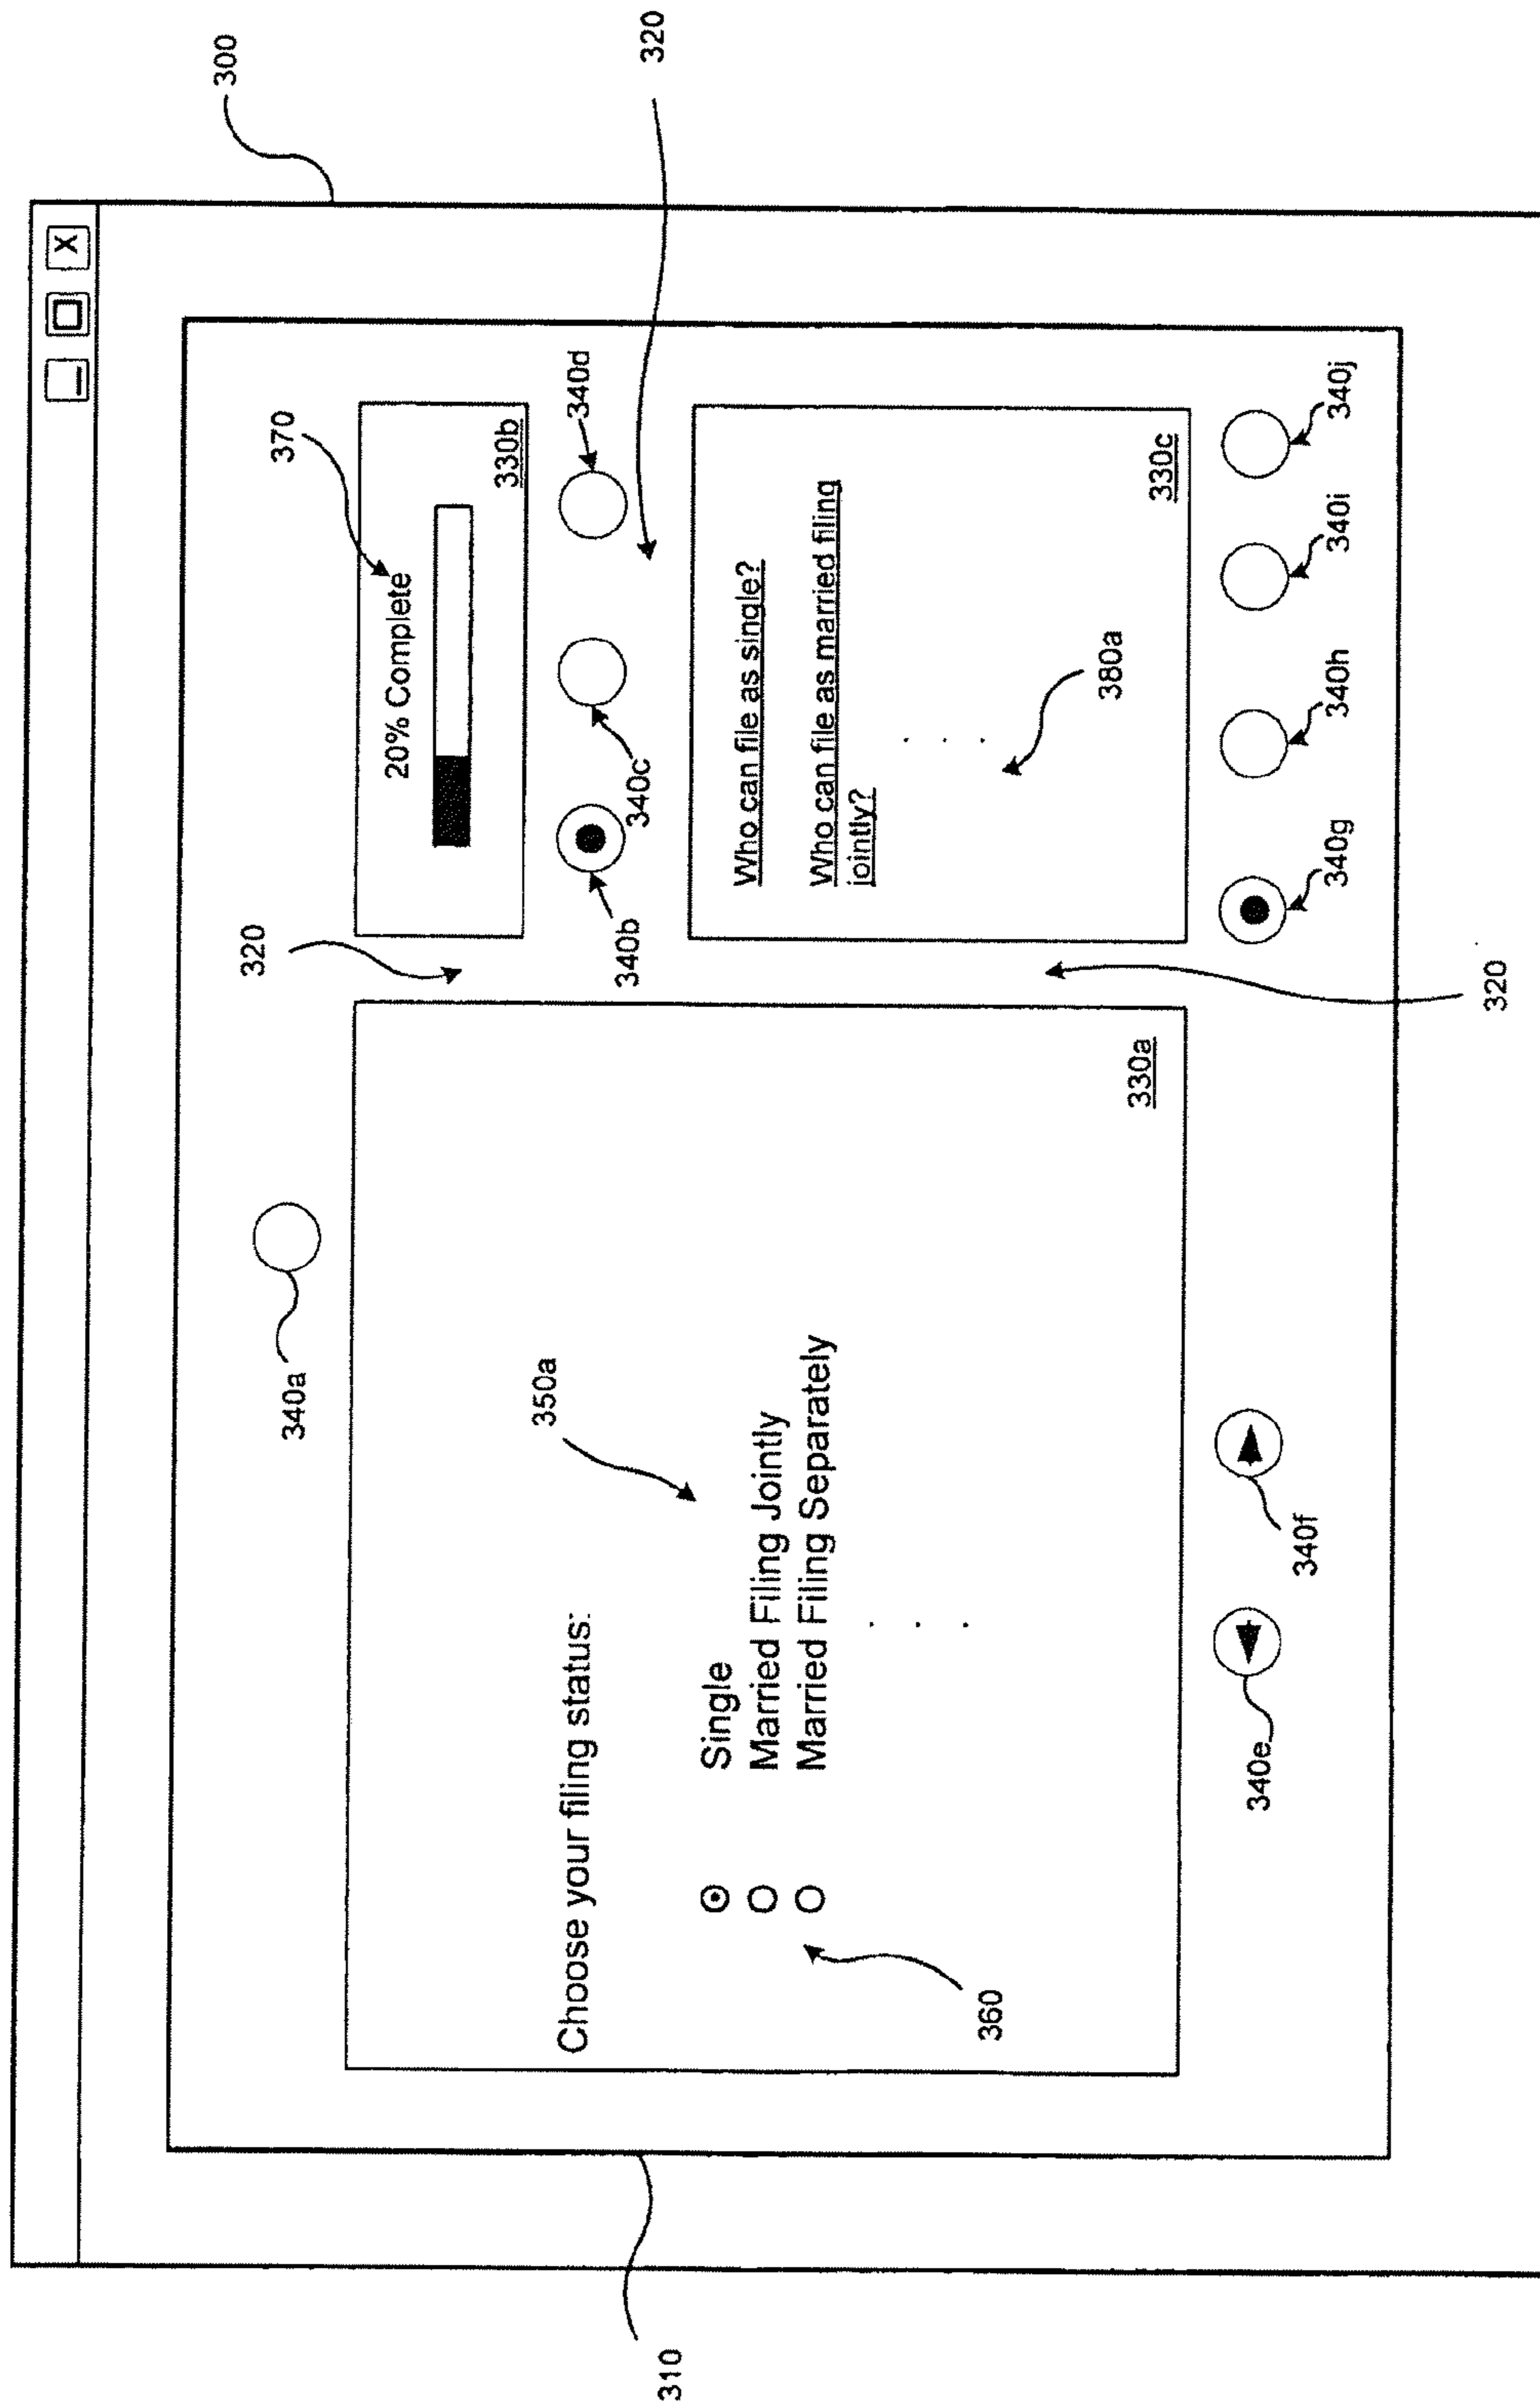 X
300
320
370
20% Complete
330b
340d
340c
340b
320
340a
350a
Choose your filing status:
Single
Married Filing Jointly
Married Filing Separately
. . .
360
330a
Who can file as single?
Who can file as married filing
jointly?
. . .
380a
330c
340e
340f
340g
340h
340i
340j
320
310